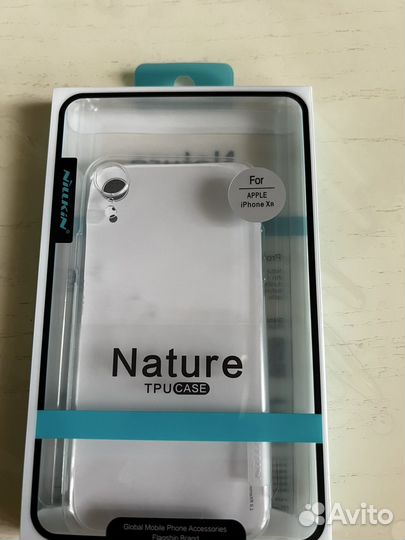 NILLKIN®
For
APPLE
iPhone XR
Nature
TPU CASE
Global Mobile Phone Accessories
Flagship Brand
Avito